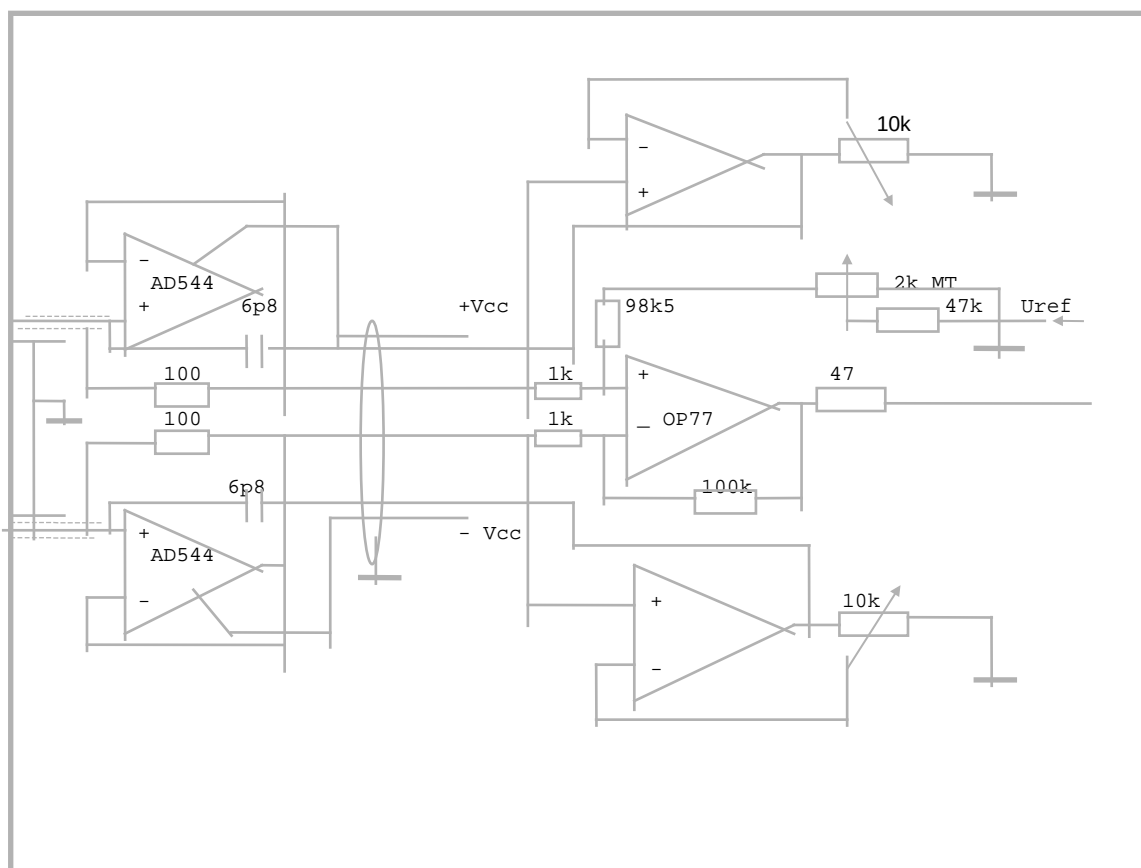 10k
-
+
-
AD544
+
6p8
+Vcc
98k5
2k MT
47k
Uref
100
1k
+
47
100
1k
_
OP77
6p8
100k
+
- Vcc
AD544
-
+
10k
-